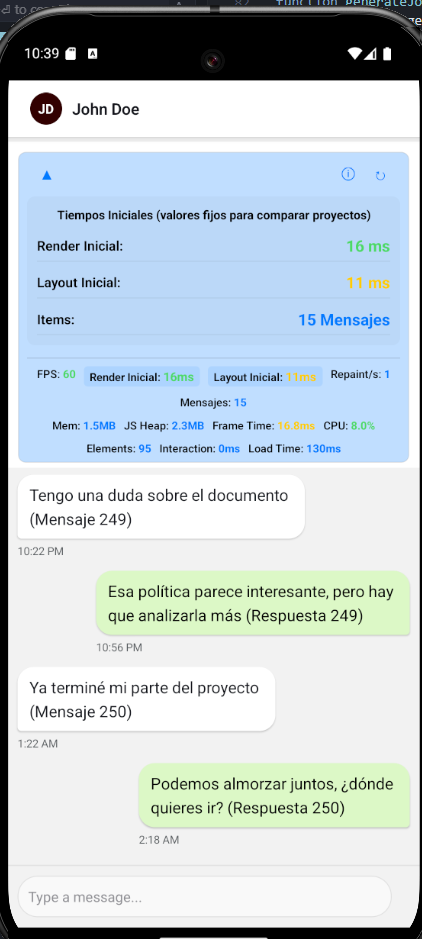 to co
function generateJo
10:39
A
JD
John Doe
Tiempos Iniciales (valores fijos para comparar proyectos)
Render Inicial: 16 ms
Layout Inicial: 11 ms
Items: 15 Mensajes
FPS: 60 Render Inicial: 16ms Layout Inicial: 11ms Repaint/s: 1
Mensajes: 15
Mem: 1.5MB JS Heap: 2.3MB Frame Time: 16.8ms CPU: 8.0%
Elements: 95 Interaction: 0ms Load Time: 130ms
Tengo una duda sobre el documento
(Mensaje 249)
10:22 PM
Esa política parece interesante, pero hay
que analizarla más (Respuesta 249)
10:56 PM
Ya terminé mi parte del proyecto
(Mensaje 250)
1:22 AM
Podemos almorzar juntos, ¿dónde
quieres ir? (Respuesta 250)
2:18 AM
Type a message...